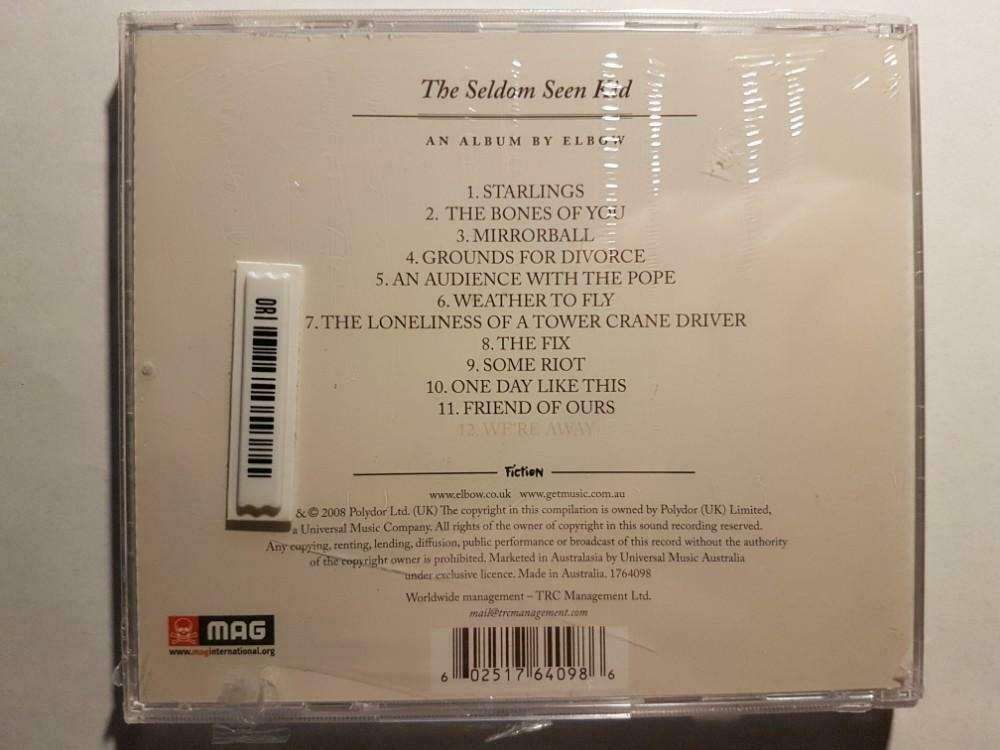 The Seldom Seen Kid
AN ALBUM BY ELBOW
1. STARLINGS
2. THE BONES OF YOU
3. MIRRORBALL
4. GROUNDS FOR DIVORCE
5. AN AUDIENCE WITH THE POPE
6. WEATHER TO FLY
7. THE LONELINESS OF A TOWER CRANE DRIVER
8. THE FIX
9. SOME RIOT
10. ONE DAY LIKE THIS
11. FRIEND OF OURS
12. WE'RE AWAY
ORI
Fiction
www.elbow.co.uk www.getmusic.com.au
& © 2008 Polydor Ltd. (UK) The copyright in this compilation is owned by Polydor (UK) Limited,
a Universal Music Company. All rights of the owner of copyright in this sound recording reserved.
Any copying, renting, lending, diffusion, public performance or broadcast of this record without the authority
of the copyright owner is prohibited. Marketed in Australasia by Universal Music Australia
under exclusive licence. Made in Australia. 1764098
Worldwide management – TRC Management Ltd.
mail@trcmanagement.com
MAG
www.maginternational.org
6 02517 64098 6